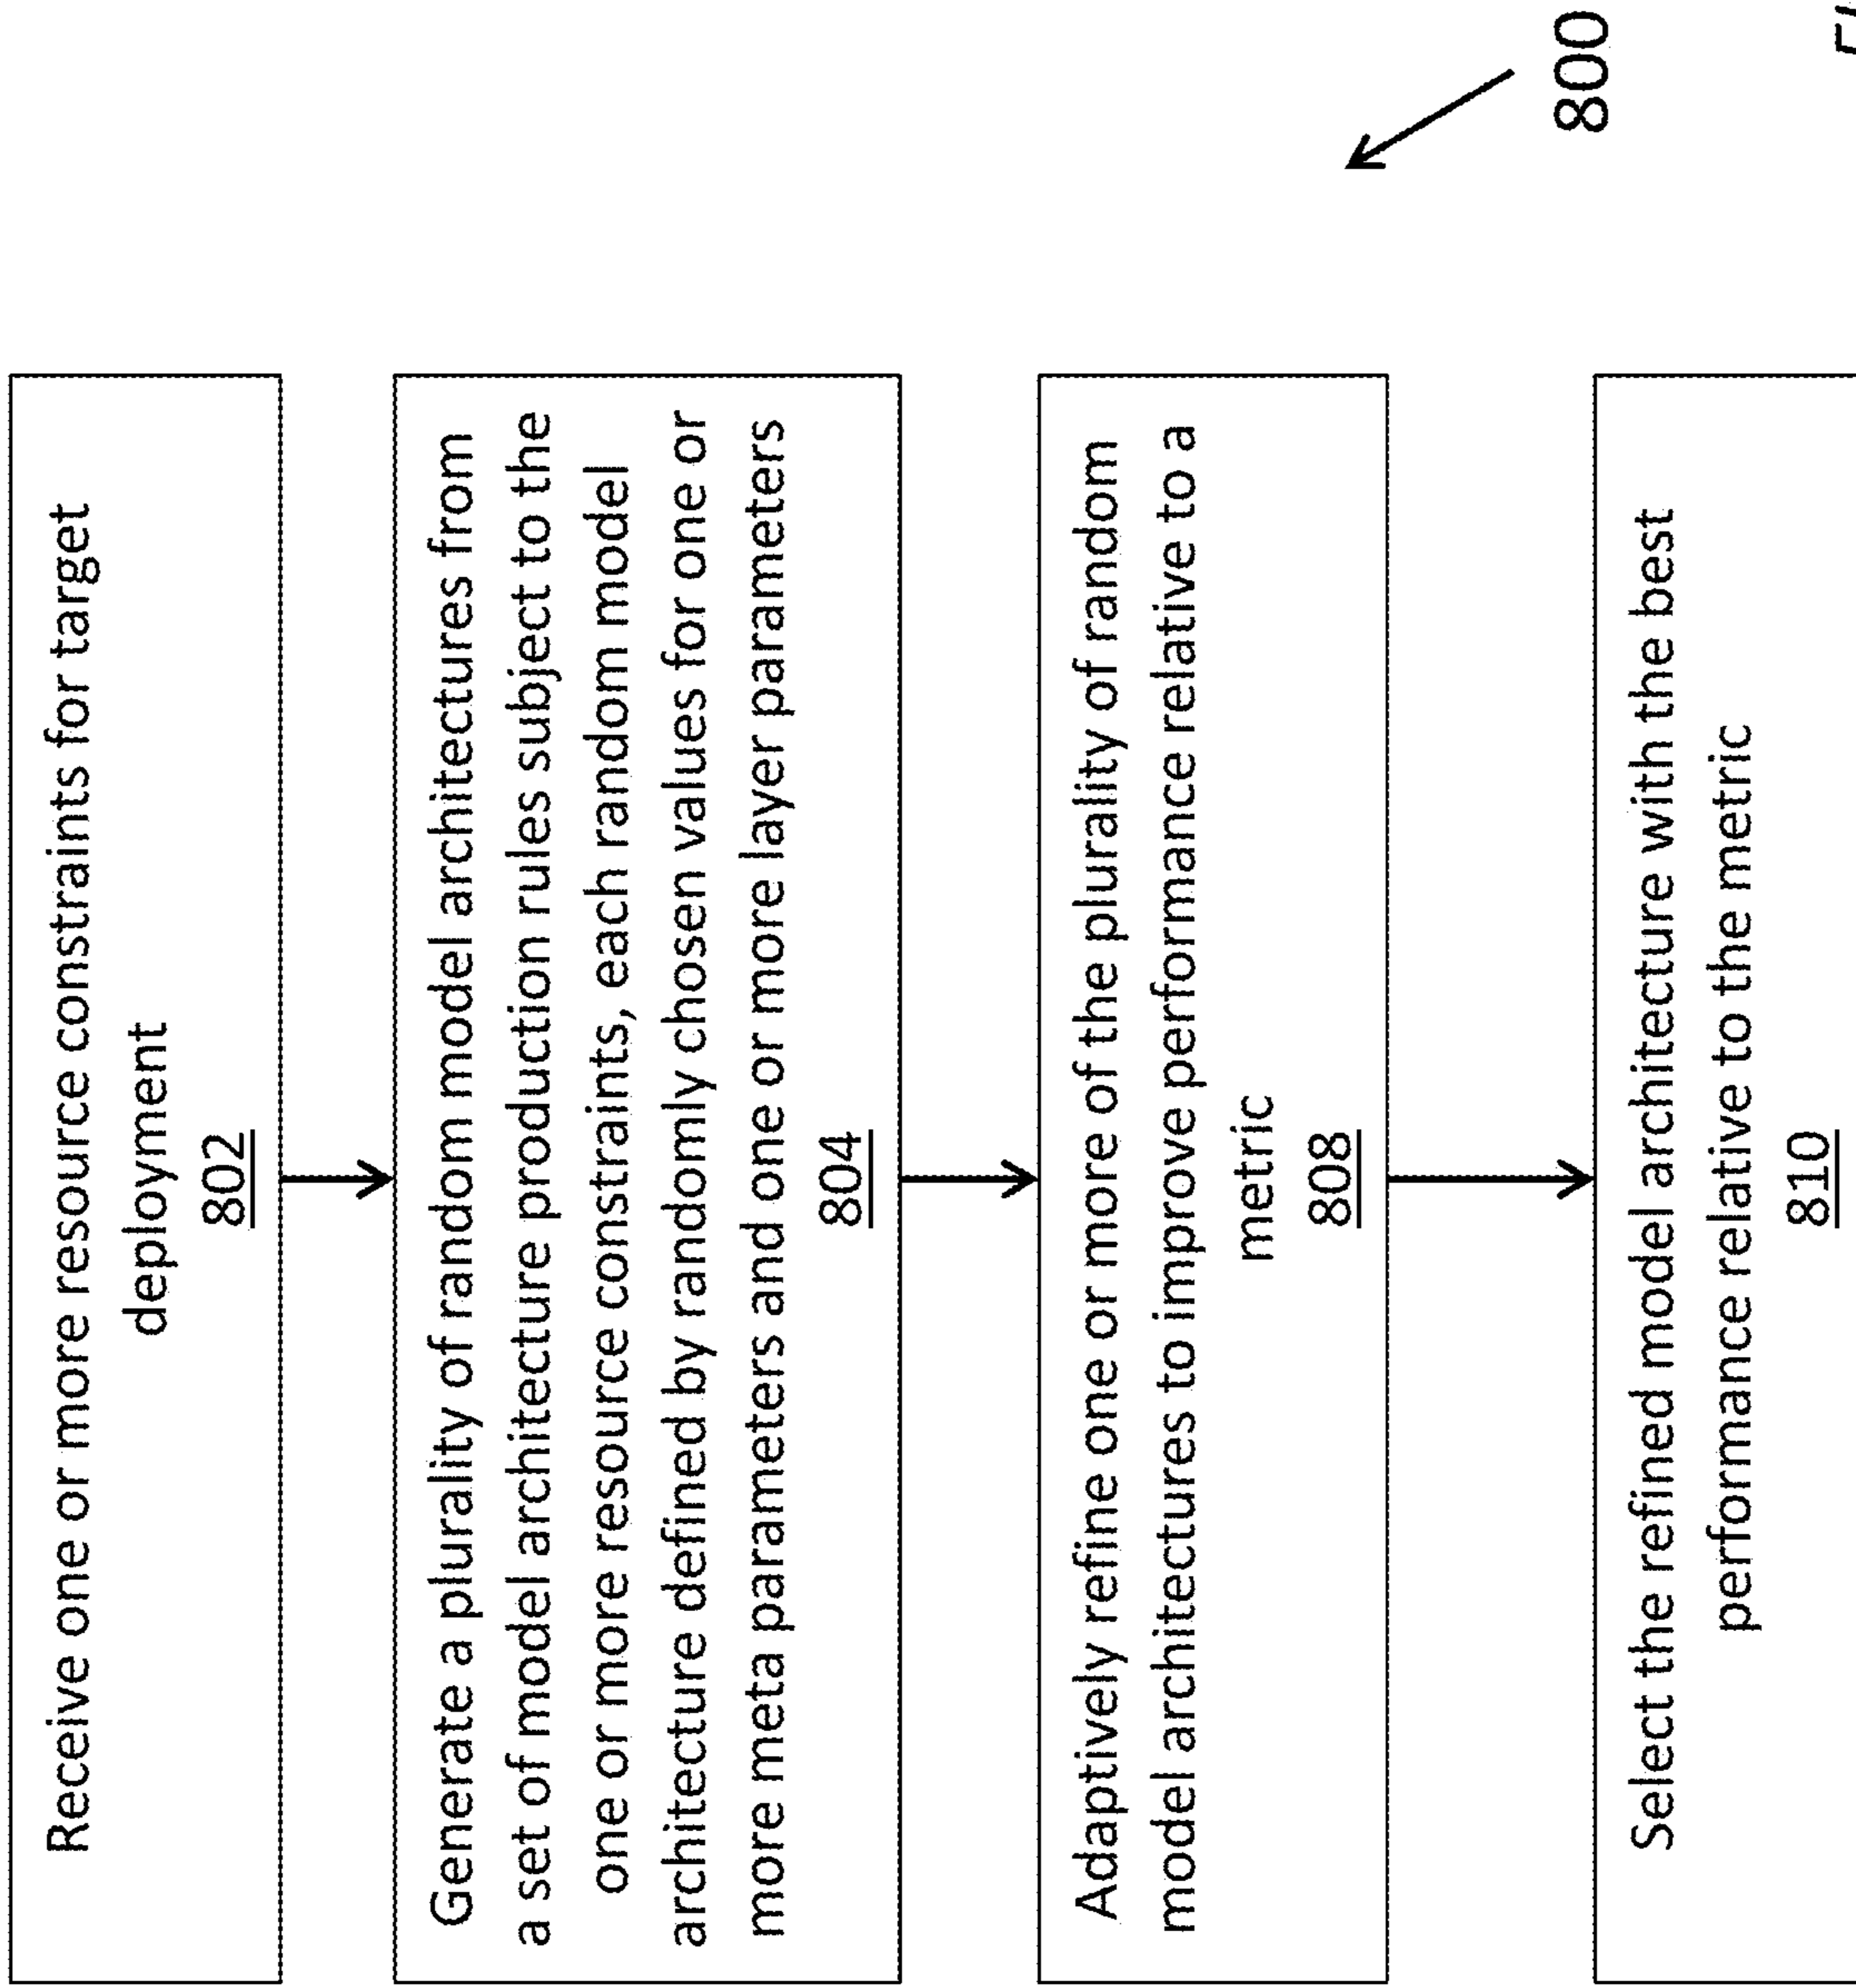 Receive one or more resource constraints for target
deployment
802
Generate a plurality of random model architectures from
a set of model architecture production rules subject to the
one or more resource constraints, each random model
architecture defined by randomly chosen values for one or
more meta parameters and one or more layer parameters
804
Adaptively refine one or more of the plurality of random
model architectures to improve performance relative to a
metric
808
Select the refined model architecture with the best
performance relative to the metric
810
800